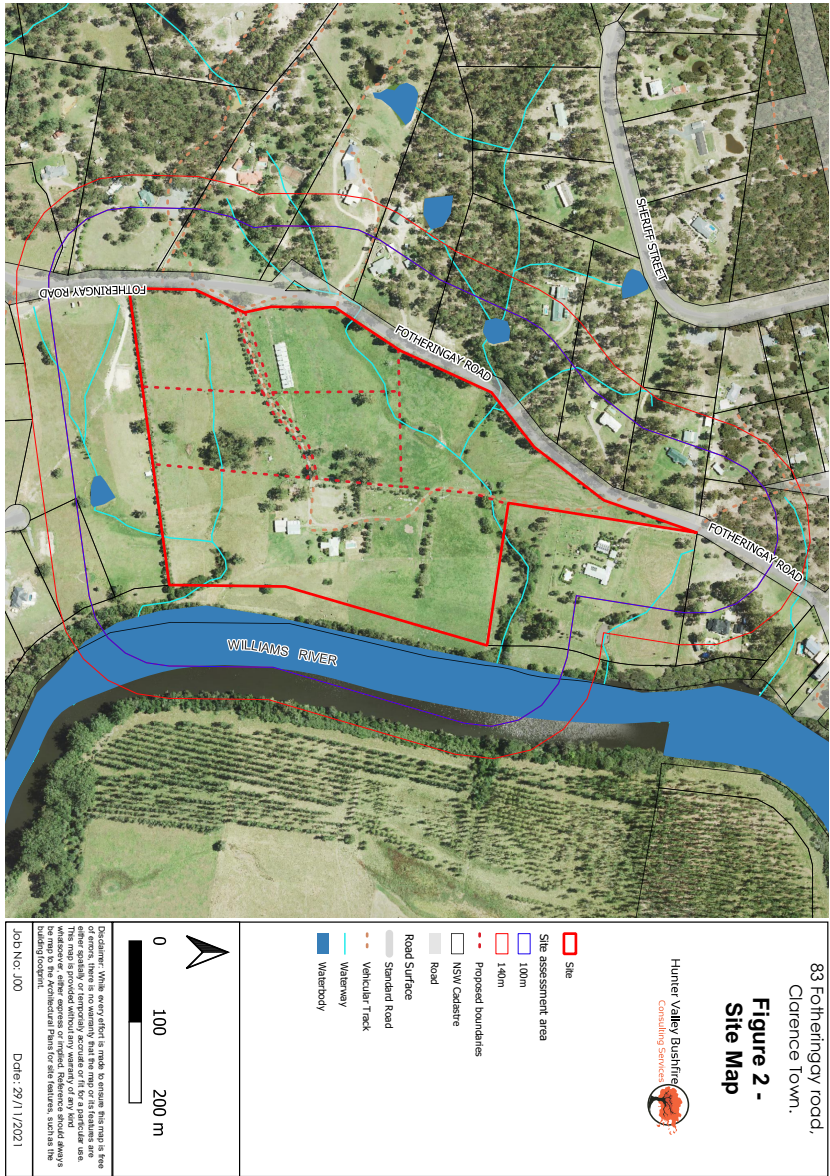 83 Fotheringay road,
Clarence Town.
Figure 2 -
Site Map
Hunter Valley Bushfire
Consulting Services
Site
Site assessment area
100m
140m
Proposed boundaries
NSW Cadastre
Road
Road Surface
Standard Road
Vehicular Track
Waterway
Waterbody
0 100 200 m
Disclaimer: While every effort is made to ensure this map is free
of errors, there is no warranty that the map or its features are
either spatially or temporaly accruate or fit for a particular use.
This map is provided without any warranty of any kind
whatsoever, either express or implied. Reference should always
be map to the Architectural Plans for site features, such as the
building footprint.
Job No: J00 Date: 29/11/2021
SHERIFF STREET
FOTHERINGAY ROAD
FOTHERINGAY ROAD
FOTHERINGAY ROAD
WILLIAMS RIVER